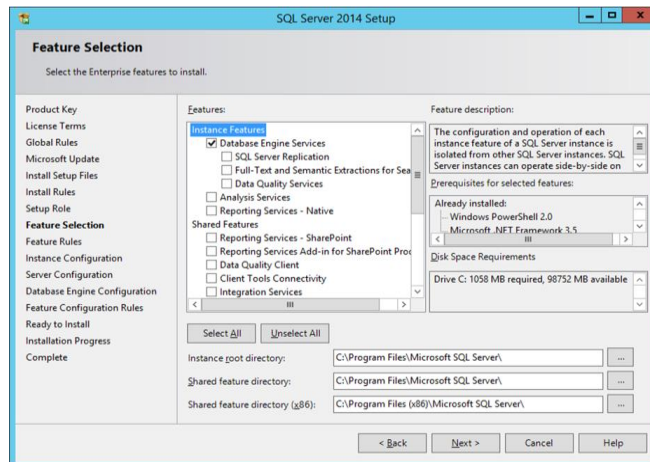 SQL Server 2014 Setup
Feature Selection
Select the Enterprise features to install.
Product Key
License Terms
Global Rules
Microsoft Update
Install Setup Files
Install Rules
Setup Role
Feature Selection
Feature Rules
Instance Configuration
Server Configuration
Database Engine Configuration
Feature Configuration Rules
Ready to Install
Installation Progress
Complete
Features:
Instance Features
Database Engine Services
SQL Server Replication
Full-Text and Semantic Extractions for Sea
Data Quality Services
Analysis Services
Reporting Services - Native
Shared Features
Reporting Services - SharePoint
Reporting Services Add-in for SharePoint Proc
Data Quality Client
Client Tools Connectivity
Integration Services
Feature description:
The configuration and operation of each
instance feature of a SQL Server instance is
isolated from other SQL Server instances. SQL
Server instances can operate side-by-side on
Prerequisites for selected features:
Already installed:
Windows PowerShell 2.0
Microsoft .NET Framework 3.5
Disk Space Requirements
Drive C: 1058 MB required, 98752 MB available
Select All Unselect All
Instance root directory: C:\Program Files\Microsoft SQL Server\ ...
Shared feature directory: C:\Program Files\Microsoft SQL Server\ ...
Shared feature directory (x86): C:\Program Files (x86)\Microsoft SQL Server\ ...
< Back Next > Cancel Help